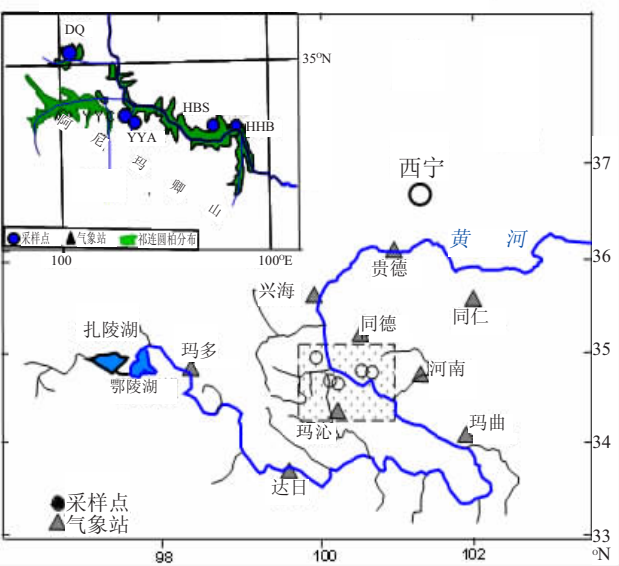 DQ
35°N
HBS
HHB
YYA
阿 尼 玛 卿 山
采样点 气象站 祁连圆柏分布
100
100°E
37
西宁
黄 河
36
贵德
兴海
同仁
同德
扎陵湖
玛多
35
河南
鄂陵湖
玛沁
玛曲
34
达日
采样点
气象站
33
98
100
102
°N